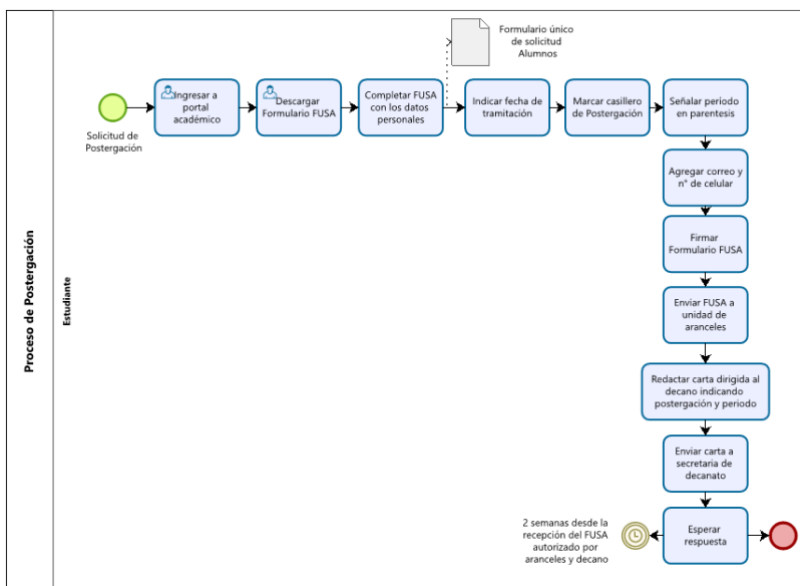 Proceso de Postergación
Estudiante
Solicitud de
Postergación
Ingresar a
portal
académico
Descargar
Formulario FUSA
Completar FUSA
con los datos
personales
Formulario único
de solicitud
Alumnos
Indicar fecha de
tramitación
Marcar casillero
de Postergación
Señalar período
en parentesis
Agregar correo y
n° de celular
Firmar
Formulario FUSA
Enviar FUSA a
unidad de
aranceles
Redactar carta dirigida al
decano indicando
postergación y periodo
Enviar carta a
secretaria de
decanato
Esperar
respuesta
2 semanas desde la
recepción del FUSA
autorizado por
aranceles y decano